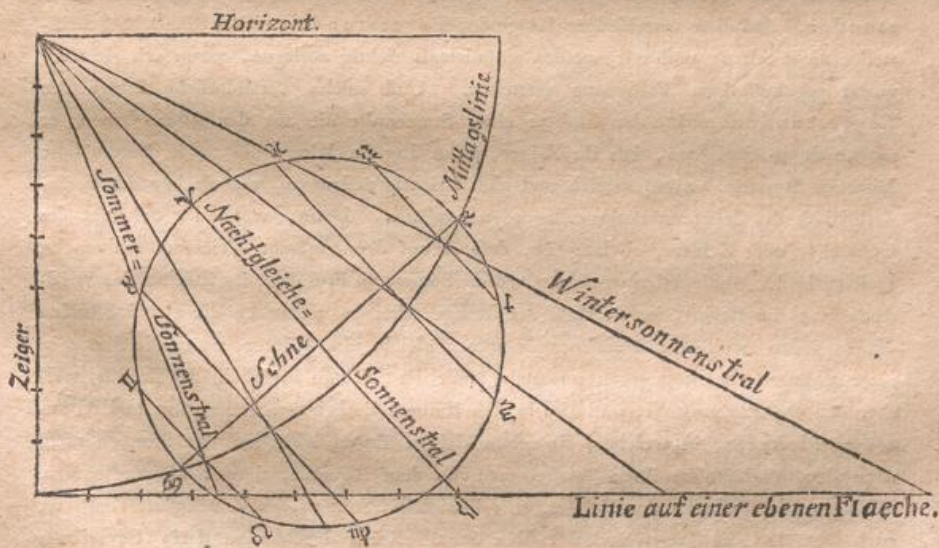 Horizont.
Mittagslinie
Sommer=
Sonnenstral
Nachtgleiche=
Sonnenstral
Sehne
Wintersonnenstral
Zeiger
Linie auf einer ebenen Flaeche.